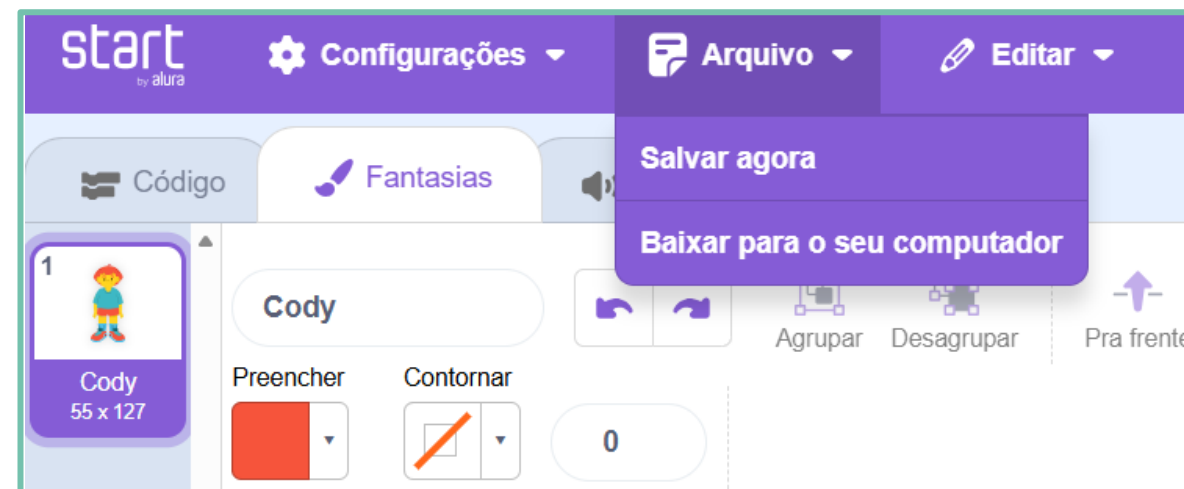 start
by alura
Configurações
Arquivo
Editar
Salvar agora
Baixar para o seu computador
Código
Fantasias
1
Cody
55 x 127
Cody
Agrupar
Desagrupar
Pra frente
Preencher
Contornar
0